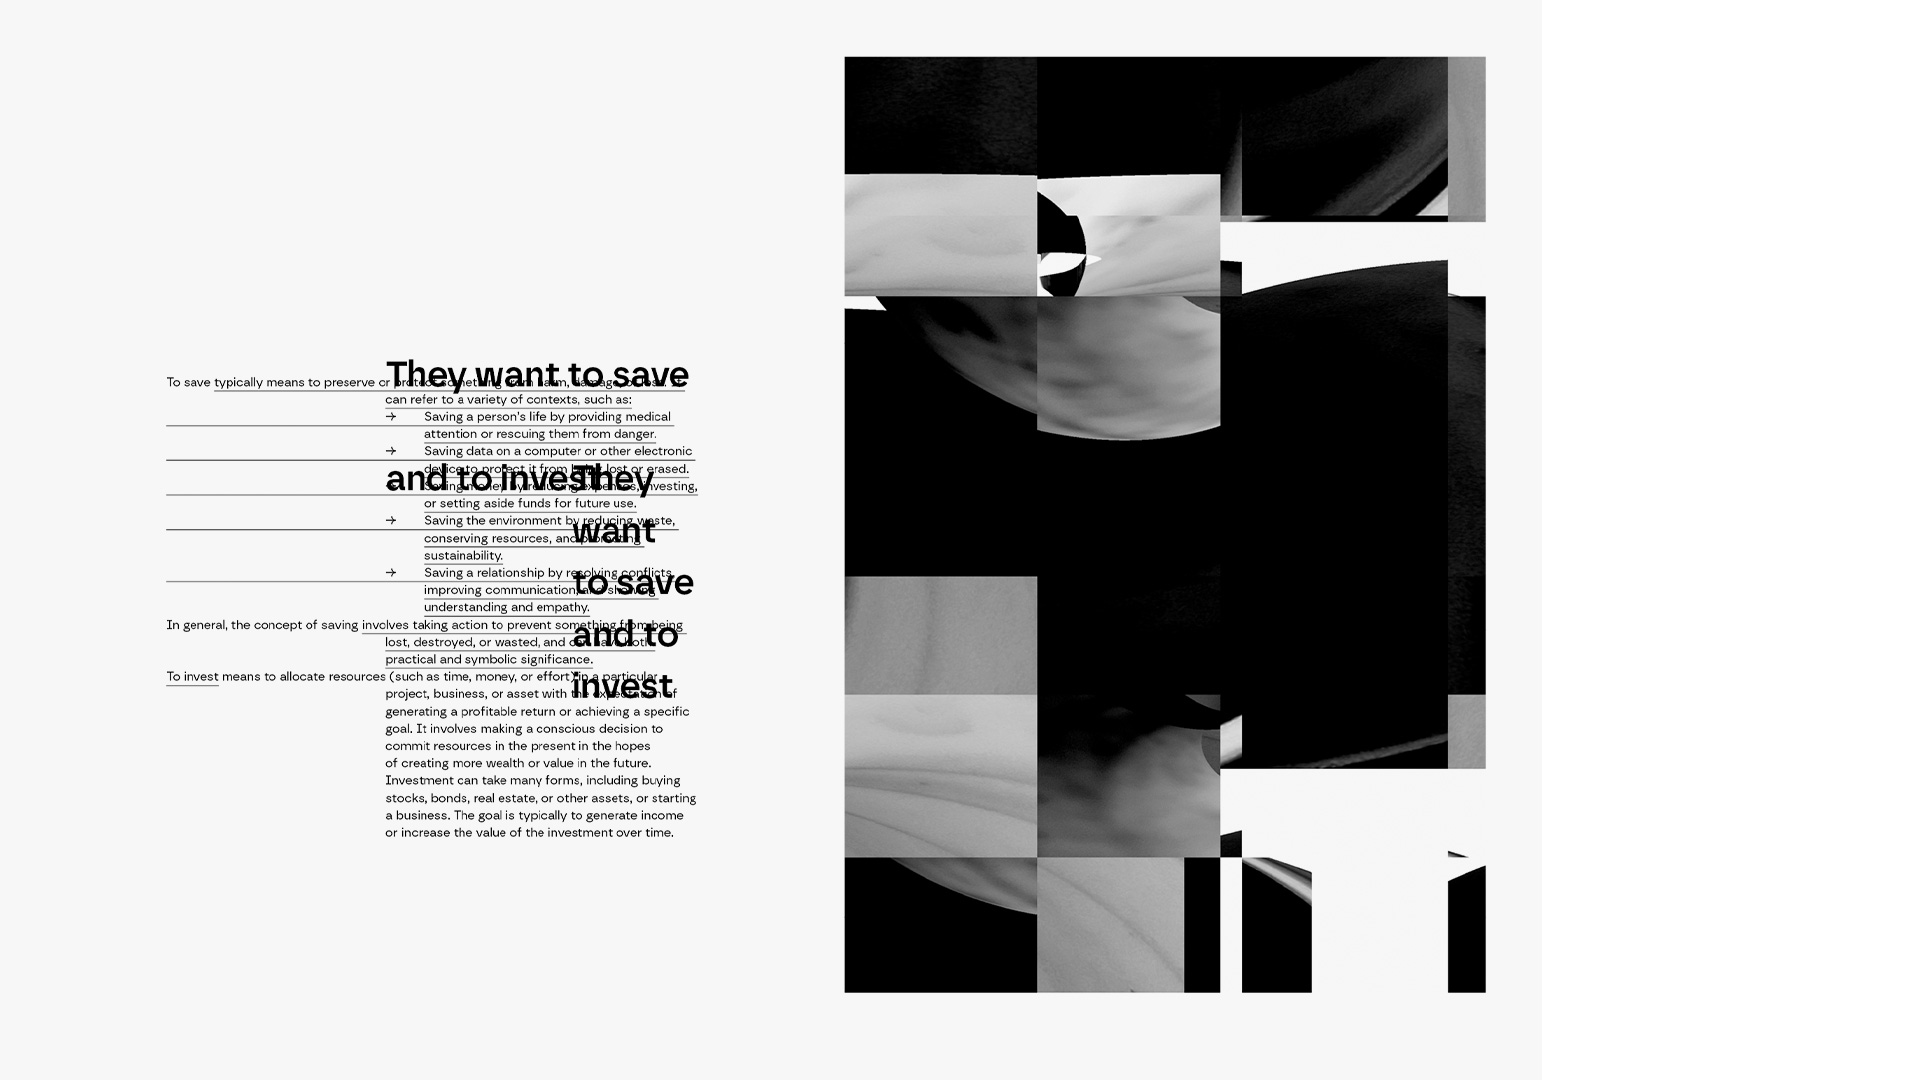 They want to save
To save typically means to preserve or protect something from harm, damage, or loss. It
can refer to a variety of contexts, such as:
→ Saving a person's life by providing medical
attention or rescuing them from danger.
→ Saving data on a computer or other electronic
device to protect it from being lost or erased.
and to invest
They
Saving money by reducing expenses, investing,
or setting aside funds for future use.
→ Saving the environment by reducing waste,
want
conserving resources, and promoting
sustainability.
→ Saving a relationship by resolving conflicts,
to save
improving communication, and showing
understanding and empathy.
In general, the concept of saving involves taking action to prevent something from being
and to
lost, destroyed, or wasted, and can have both
practical and symbolic significance.
To invest means to allocate resources (such as time, money, or effort) in a particular
invest
project, business, or asset with the expectation of
generating a profitable return or achieving a specific
goal. It involves making a conscious decision to
commit resources in the present in the hopes
of creating more wealth or value in the future.
Investment can take many forms, including buying
stocks, bonds, real estate, or other assets, or starting
a business. The goal is typically to generate income
or increase the value of the investment over time.